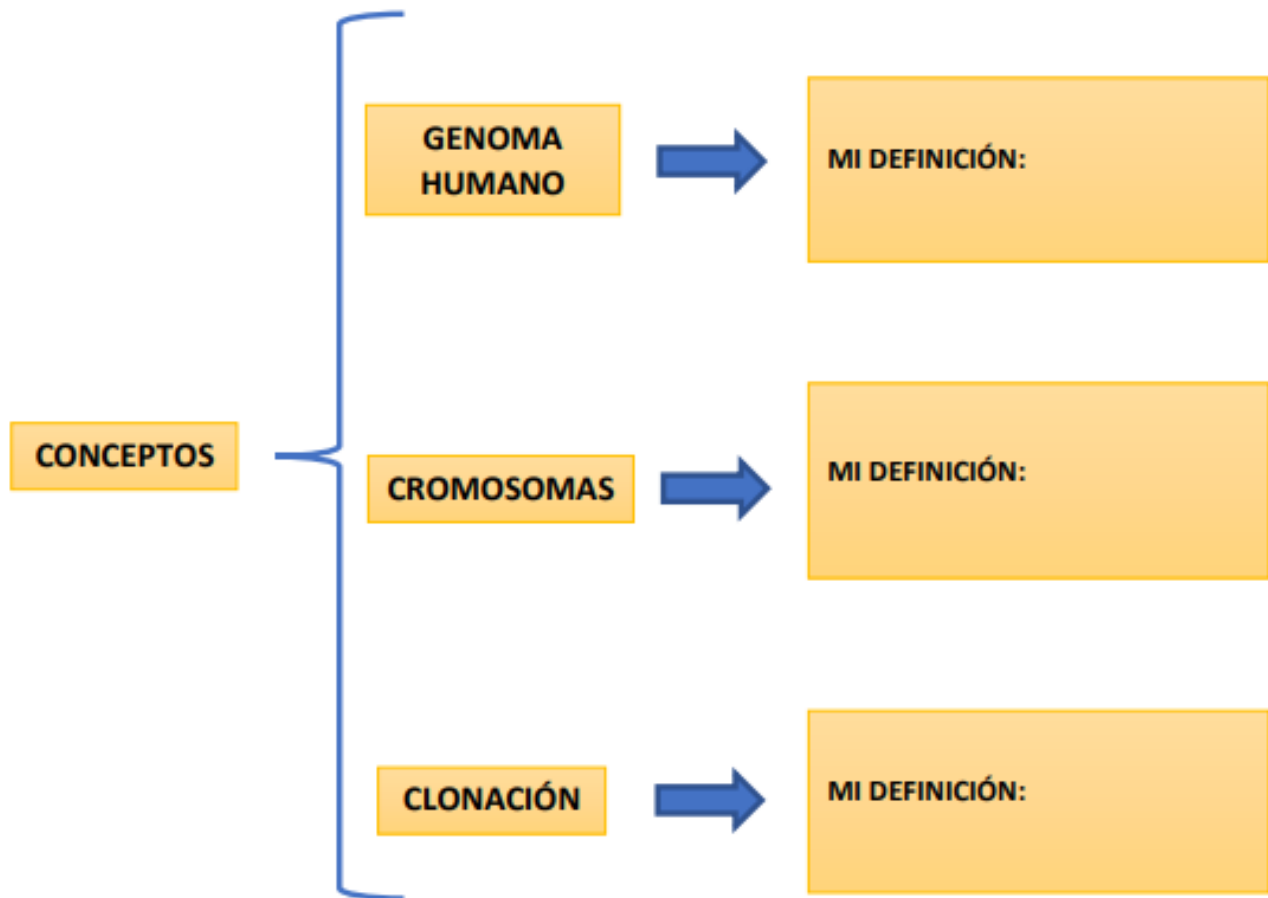 GENOMA
HUMANO
MI DEFINICIÓN:
CONCEPTOS
CROMOSOMAS
MI DEFINICIÓN:
CLONACIÓN
MI DEFINICIÓN: